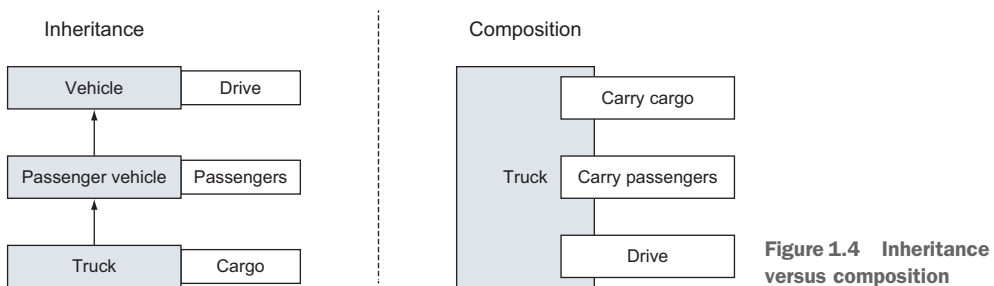 Inheritance
Vehicle
Drive
Passenger vehicle
Passengers
Truck
Cargo
Composition
Truck
Carry cargo
Carry passengers
Drive
Figure 1.4 Inheritance
versus composition